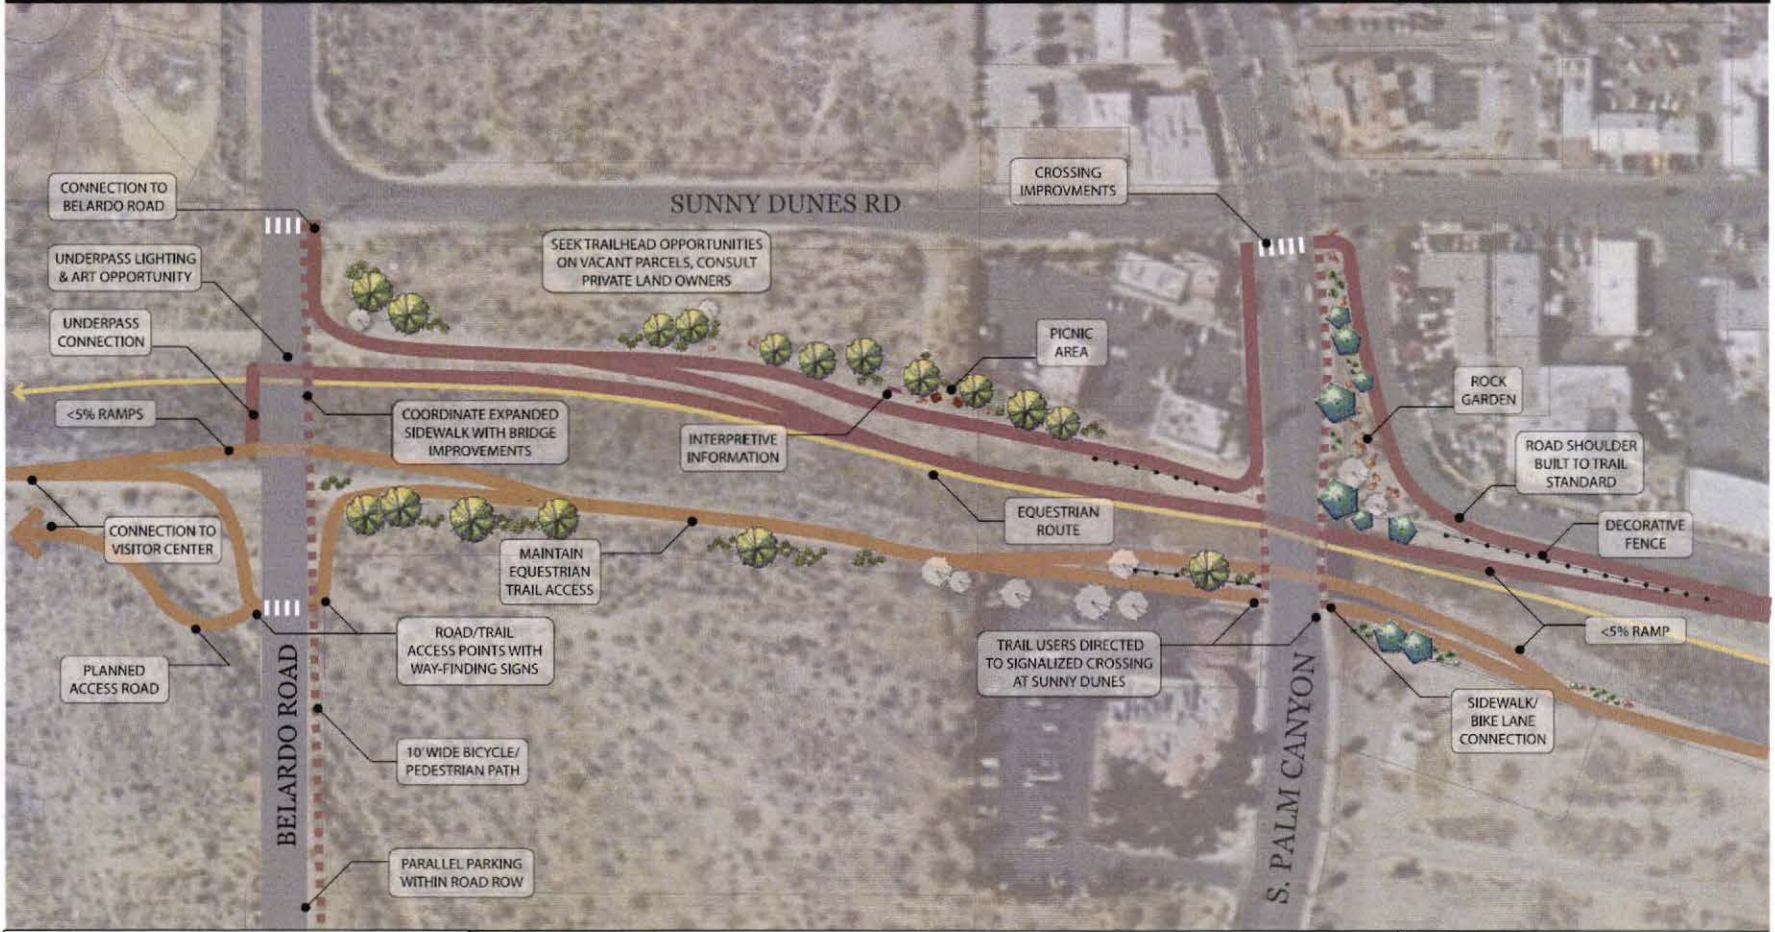 CONNECTION TO
BELARDO ROAD
UNDERPASS LIGHTING
& ART OPPORTUNITY
UNDERPASS
CONNECTION
<5% RAMPS
CONNECTION TO
VISITOR CENTER
PLANNED
ACCESS ROAD
BELARDO ROAD
SUNNY DUNES RD
SEEK TRAILHEAD OPPORTUNITIES
ON VACANT PARCELS, CONSULT
PRIVATE LAND OWNERS
COORDINATE EXPANDED
SIDEWALK WITH BRIDGE
IMPROVEMENTS
MAINTAIN
EQUESTRIAN
TRAIL ACCESS
ROAD/TRAIL
ACCESS POINTS WITH
WAY-FINDING SIGNS
10' WIDE BICYCLE/
PEDESTRIAN PATH
PARALLEL PARKING
WITHIN ROAD ROW
INTERPRETIVE
INFORMATION
PICNIC
AREA
EQUESTRIAN
ROUTE
CROSSING
IMPROVMENTS
TRAIL USERS DIRECTED
TO SIGNALIZED CROSSING
AT SUNNY DUNES
S. PALM CANYON
ROCK
GARDEN
ROAD SHOULDER
BUILT TO TRAIL
STANDARD
DECORATIVE
FENCE
<5% RAMP
SIDEWALK/
BIKE LANE
CONNECTION